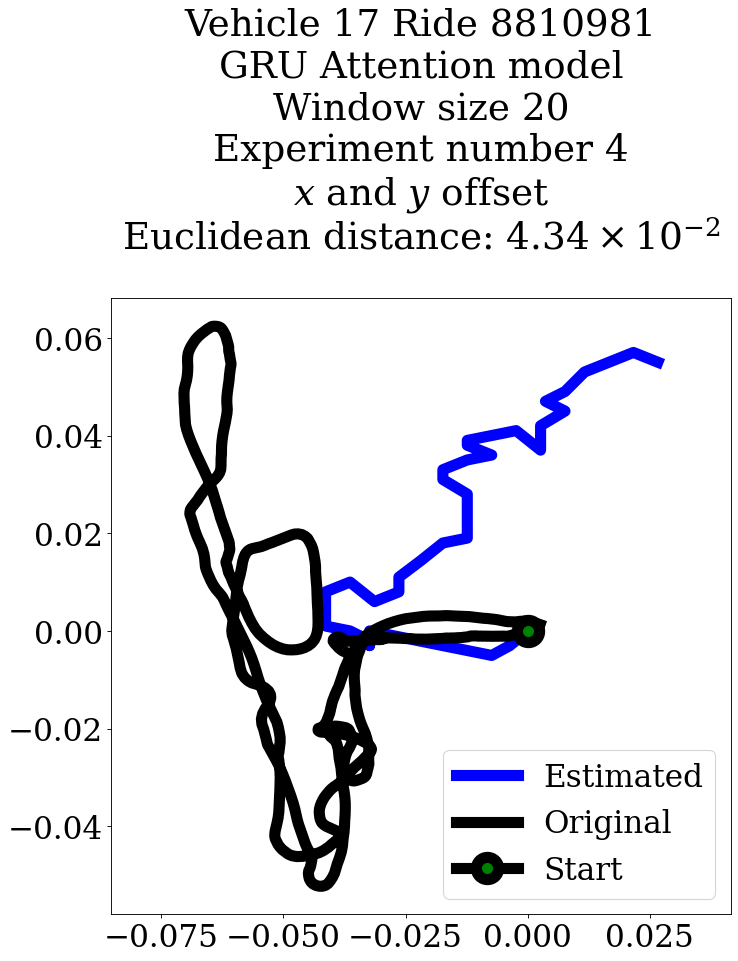 Vehicle 17 Ride 8810981
GRU Attention model
Window size 20
Experiment number 4
x and y offset
Euclidean distance: 4.34 × 10⁻²
0.06
0.04
0.02
0.00
−0.02
−0.04
Estimated
Original
Start
−0.075 −0.050 −0.025 0.000 0.025